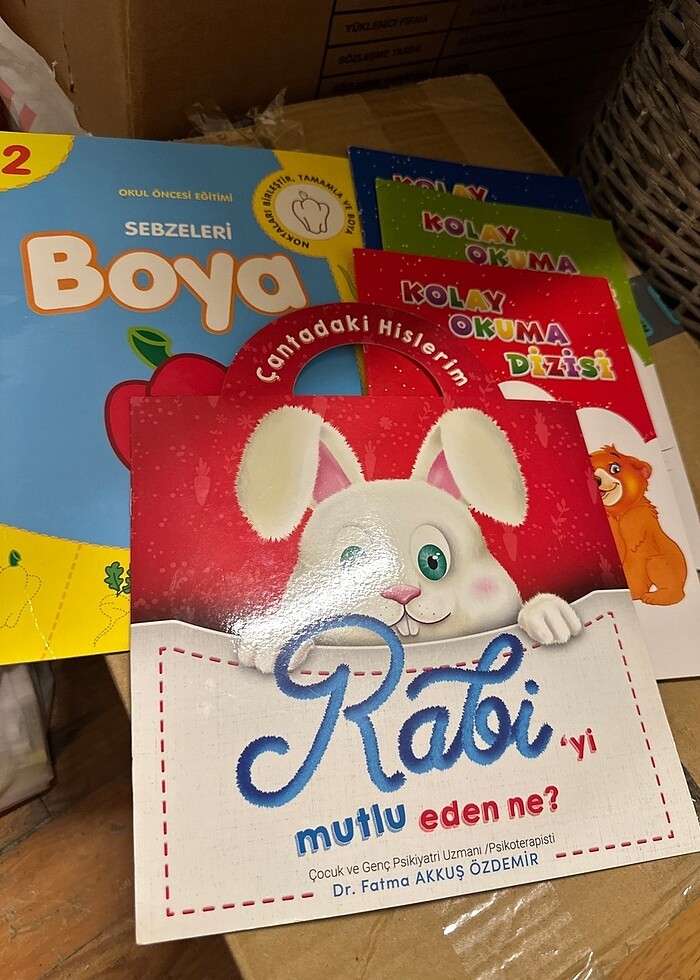 YÜKLENİCİ FİRMA
SÖZLEŞME TARİHİ
2
OKUL ÖNCESİ EĞİTİMİ
NOKTALARI BİRLEŞTİR, TAMAMLA VE BOYA
SEBZELERİ
Boya
KOLAY
KOLAY
OKUMA
KOLAY
OKUMA
DİZİSİ
Çantadaki Hislerim
Rabi'yi
mutlu eden ne?
Çocuk ve Genç Psikiyatri Uzmanı /Psikoterapisti
Dr. Fatma AKKUŞ ÖZDEMİR